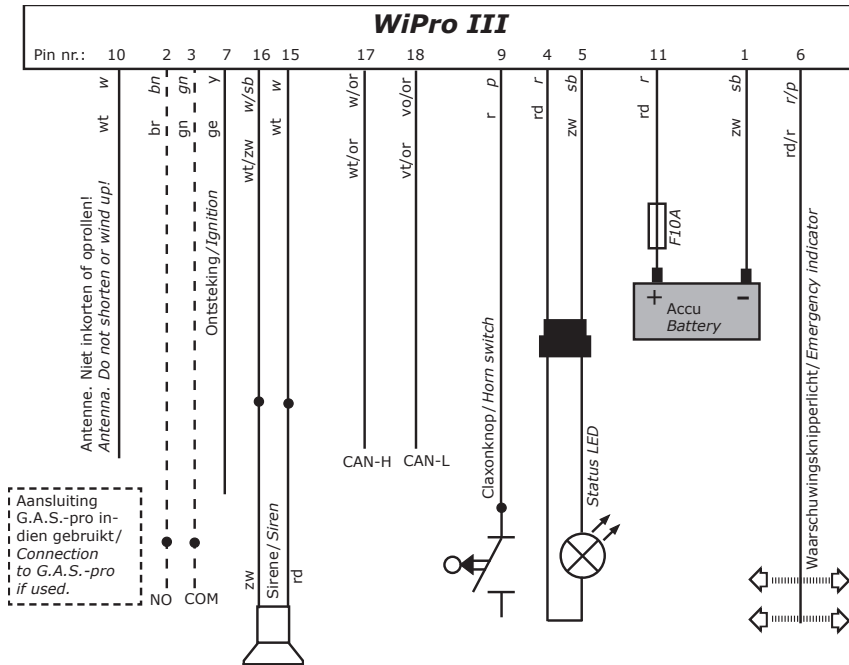 WiPro III
Pin nr.: 10 2 3 7 16 15 17 18 9 4 5 11 1 6
w bn gn y w/sb w w/or vo/or p r sb r sb r/p
wt br gn ge wt/zw wt wt/or vt/or r rd zw rd zw rd/r
Antenne. Niet inkorten of oprollen!
Antenna. Do not shorten or wind up!
Ontsteking/Ignition
F10A
+ -
Accu
Battery
Waarschuwingsknipperlicht/Emergency indicator
CAN-H CAN-L
Claxonknop/Horn switch
Status LED
Aansluiting
G.A.S.-pro in-
dien gebruikt/
Connection
to G.A.S.-pro
if used.
NO COM
zw
Sirene/Siren
rd